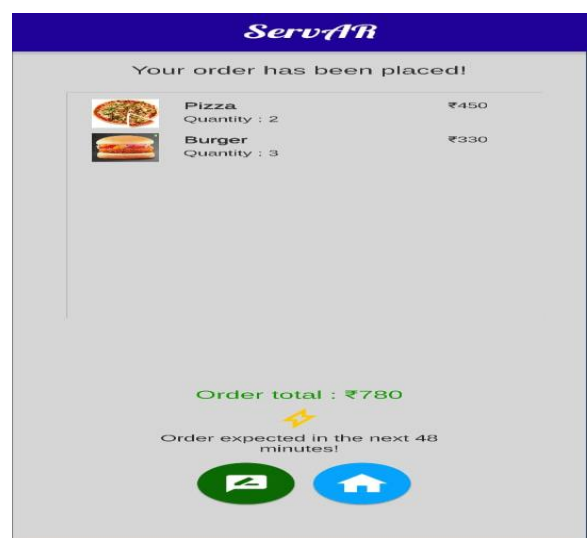 ServAR
Your order has been placed!
Pizza ₹450
Quantity : 2
Burger ₹330
Quantity : 3
Order total : ₹780
Order expected in the next 48
minutes!